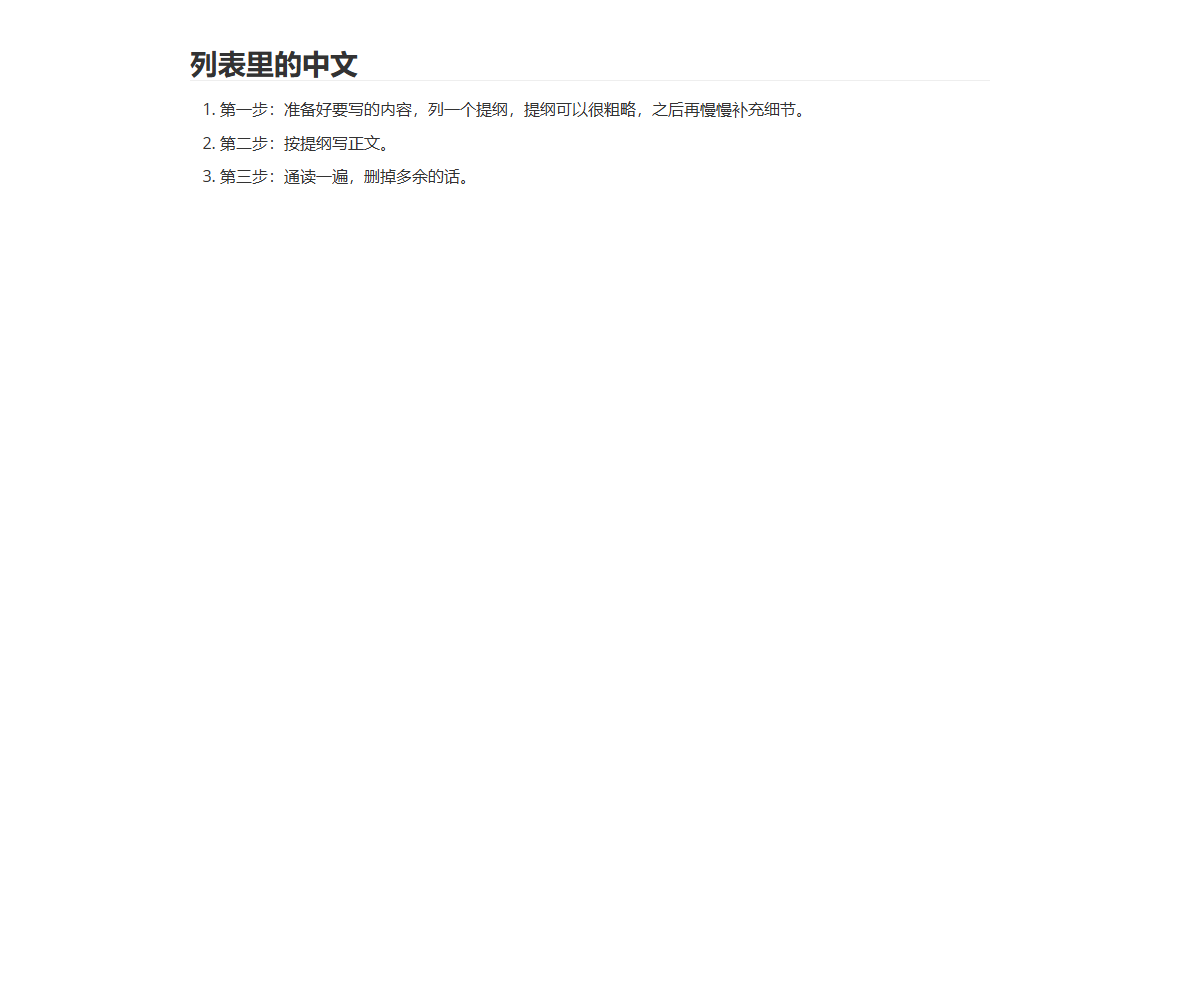 列表里的中文
1. 第一步：准备好要写的内容，列一个提纲，提纲可以很粗略，之后再慢慢补充细节。
2. 第二步：按提纲写正文。
3. 第三步：通读一遍，删掉多余的话。